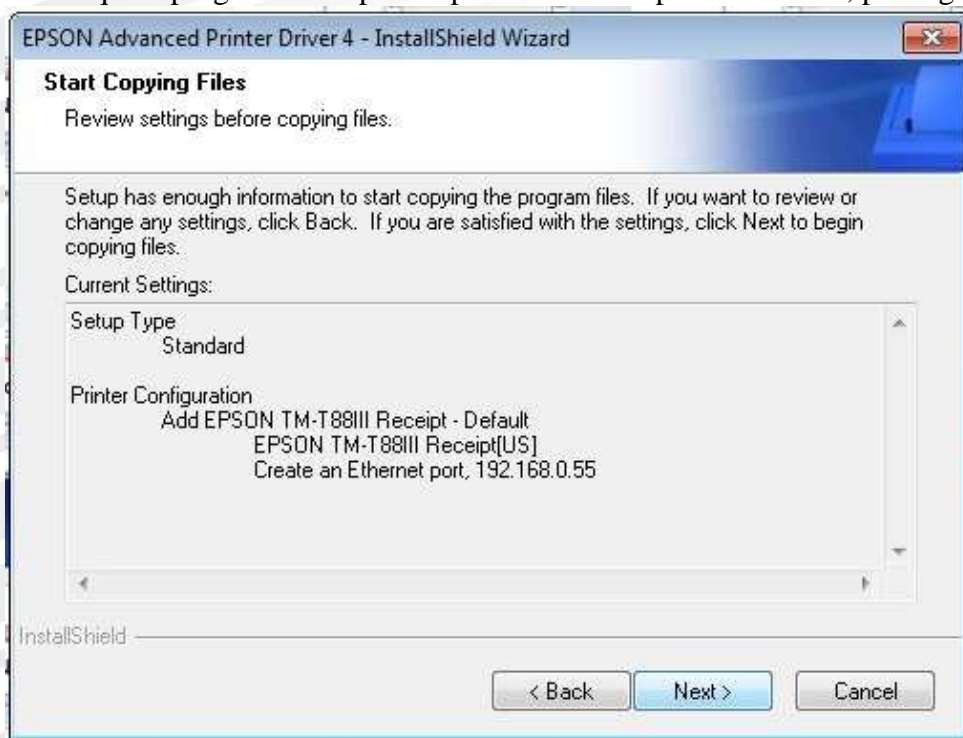 EPSON Advanced Printer Driver 4 - InstallShield Wizard
Start Copying Files
Review settings before copying files.
Setup has enough information to start copying the program files. If you want to review or
change any settings, click Back. If you are satisfied with the settings, click Next to begin
copying files.
Current Settings:
Setup Type
Standard
Printer Configuration
Add EPSON TM-T88III Receipt - Default
EPSON TM-T88III Receipt[US]
Create an Ethernet port, 192.168.0.55
InstallShield
< Back
Next >
Cancel